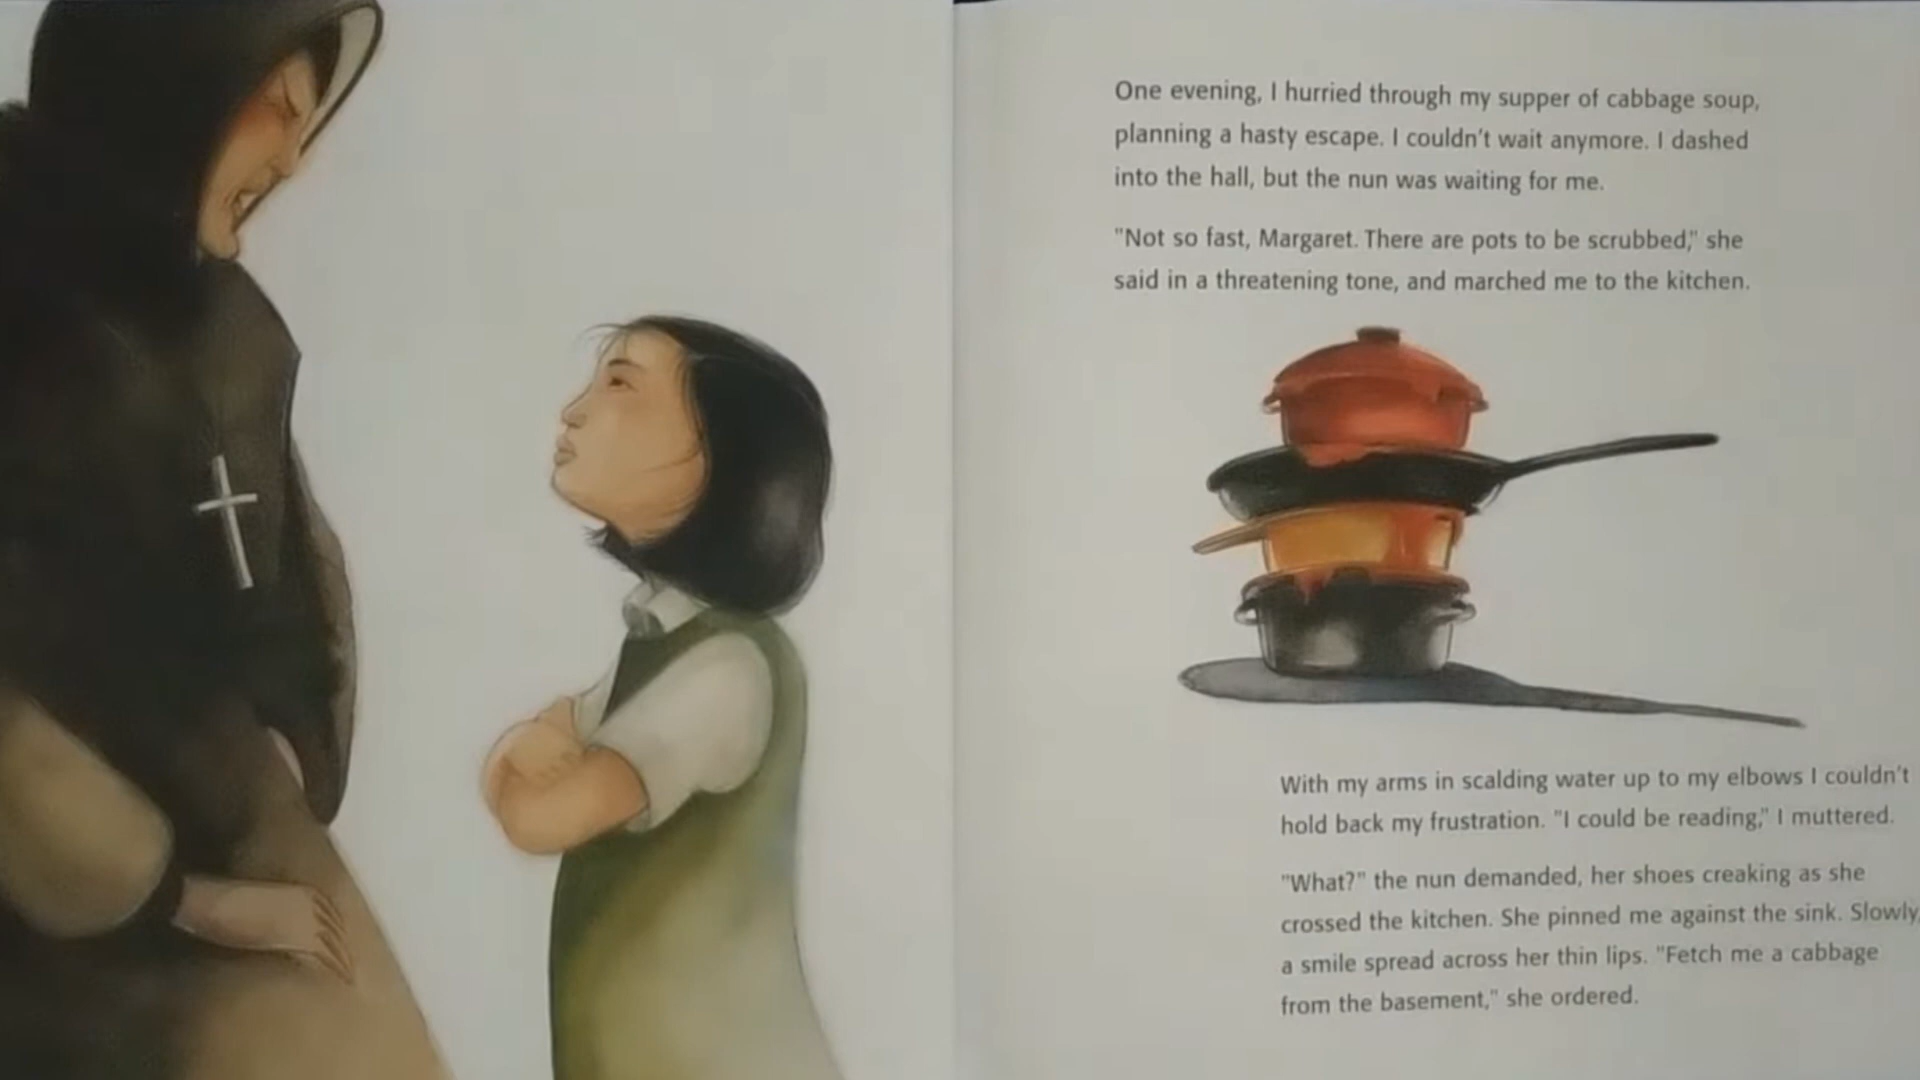 One evening, I hurried through my supper of cabbage soup,
planning a hasty escape. I couldn't wait anymore. I dashed
into the hall, but the nun was waiting for me.
"Not so fast, Margaret. There are pots to be scrubbed," she
said in a threatening tone, and marched me to the kitchen.
With my arms in scalding water up to my elbows I couldn't
hold back my frustration. "I could be reading," I muttered.
"What?" the nun demanded, her shoes creaking as she
crossed the kitchen. She pinned me against the sink. Slowly,
a smile spread across her thin lips. "Fetch me a cabbage
from the basement," she ordered.